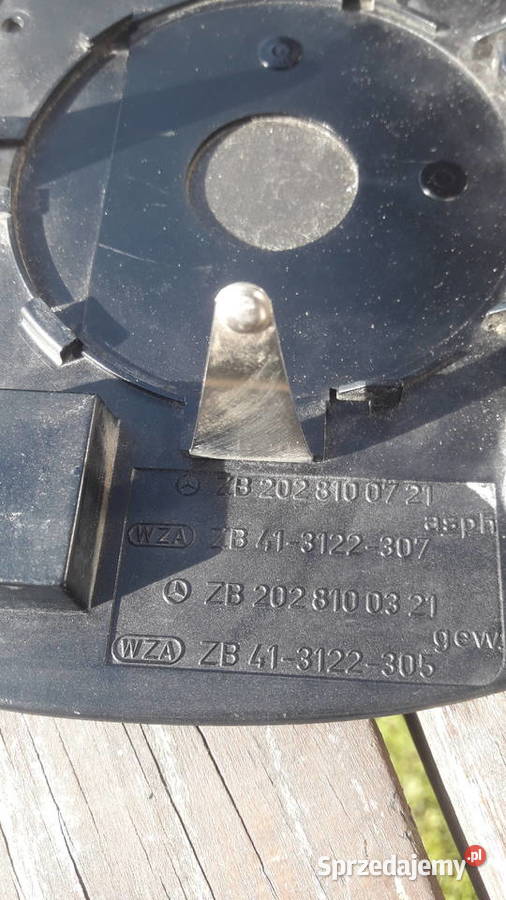 ZB 202 810 07 21
asph.
WZA ZB 41-3122-307
ZB 202 810 03 21
gew.
WZA ZB 41-3122-305
Sprzedajemy.pl